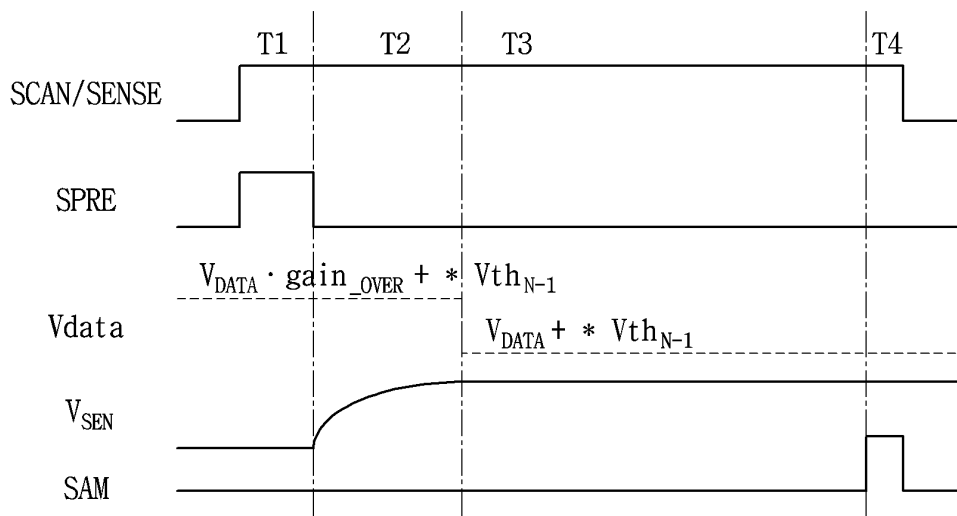 T1 T2 T3 T4
SCAN/SENSE
SPRE
V_DATA · gain_OVER + * Vth_N-1
Vdata
V_DATA + * Vth_N-1
V_SEN
SAM